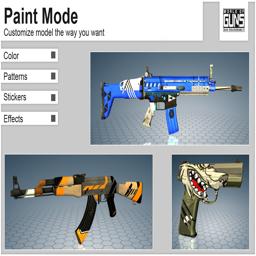 Paint Mode
Customize model the way you want
WORLD OF
GUNS
Color
Patterns
Stickers
Effects